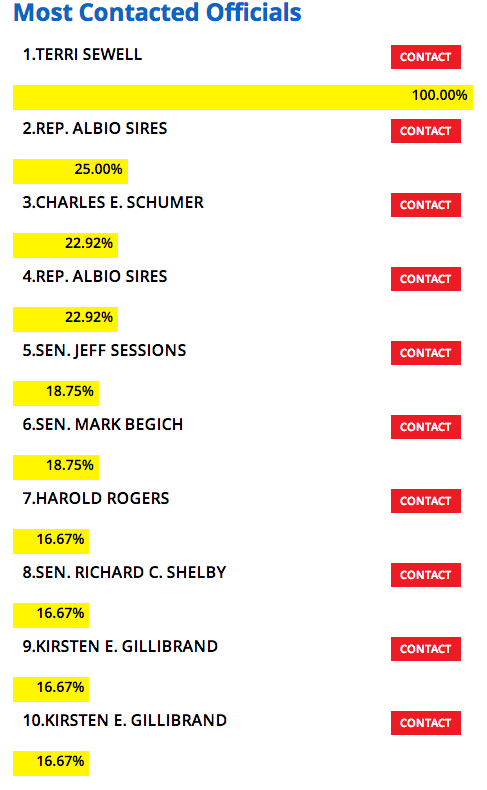 Most Contacted Officials
1.TERRI SEWELL CONTACT
100.00%
2.REP. ALBIO SIRES CONTACT
25.00%
3.CHARLES E. SCHUMER CONTACT
22.92%
4.REP. ALBIO SIRES CONTACT
22.92%
5.SEN. JEFF SESSIONS CONTACT
18.75%
6.SEN. MARK BEGICH CONTACT
18.75%
7.HAROLD ROGERS CONTACT
16.67%
8.SEN. RICHARD C. SHELBY CONTACT
16.67%
9.KIRSTEN E. GILLIBRAND CONTACT
16.67%
10.KIRSTEN E. GILLIBRAND CONTACT
16.67%